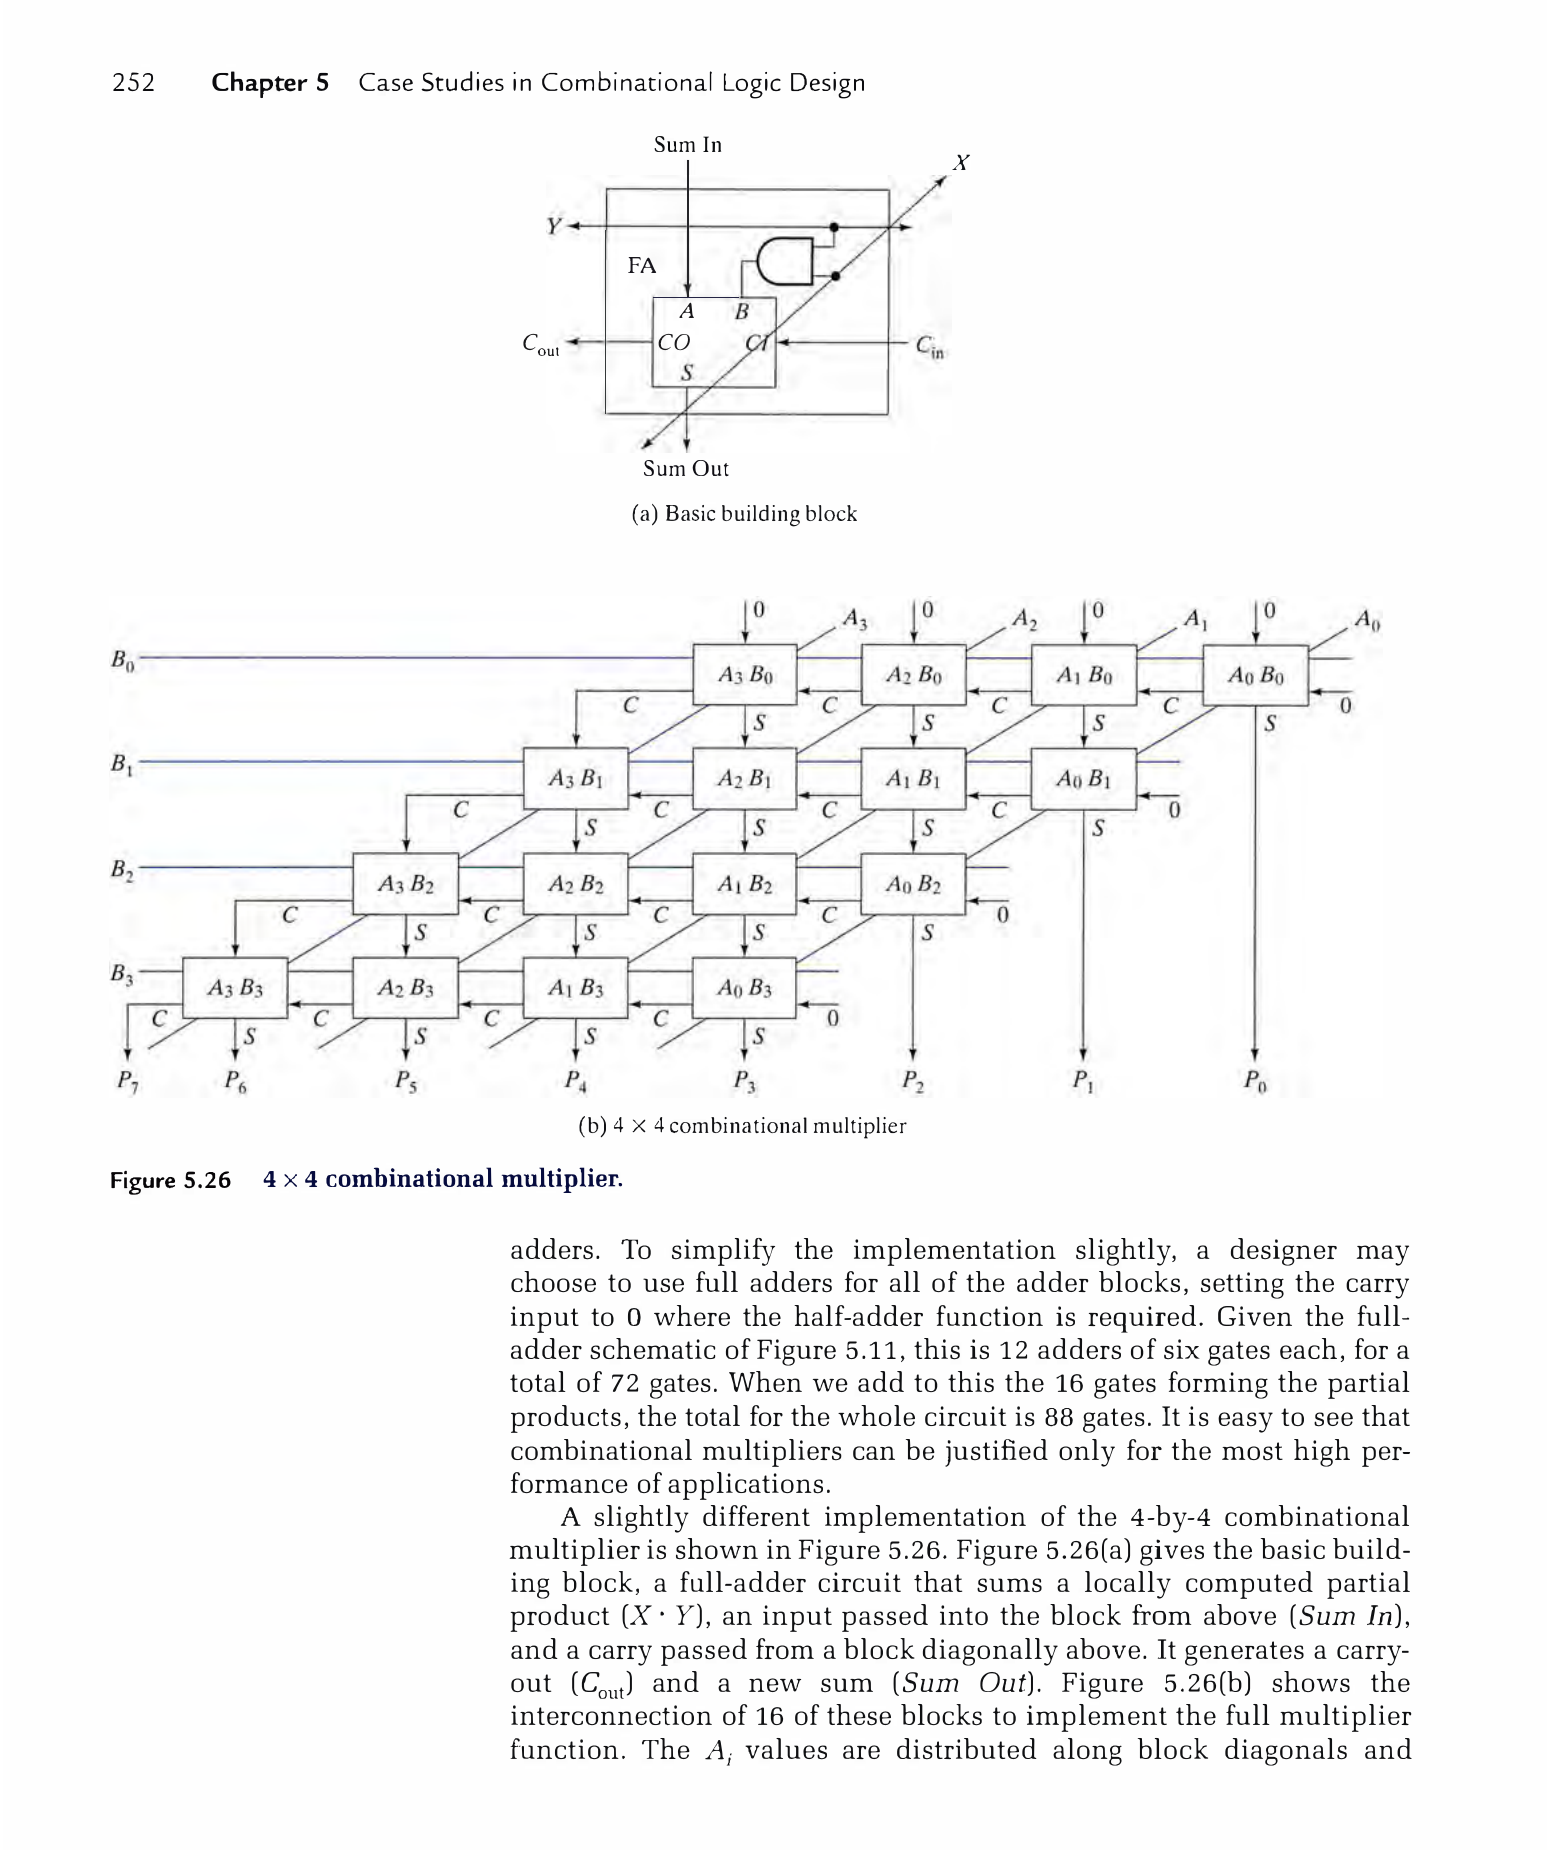 252 Chapter 5 Case Studies in Combinational Logic Design
Sum In
X
Y
FA
A B
C_out CO CI C_in
S
Sum Out
(a) Basic building block
0 A_3 0 A_2 0 A_1 0 A_0
B_0 A_3 B_0 A_2 B_0 A_1 B_0 A_0 B_0
C C C C 0
S S S S
B_1 A_3 B_1 A_2 B_1 A_1 B_1 A_0 B_1
C C C C 0
S S S S
B_2 A_3 B_2 A_2 B_2 A_1 B_2 A_0 B_2
C C C C 0
S S S S
B_3 A_3 B_3 A_2 B_3 A_1 B_3 A_0 B_3
C C C C 0
S S S S
P_7 P_6 P_5 P_4 P_3 P_2 P_1 P_0
(b) 4 × 4 combinational multiplier
Figure 5.26 4 × 4 combinational multiplier.
adders. To simplify the implementation slightly, a designer may
choose to use full adders for all of the adder blocks, setting the carry
input to 0 where the half-adder function is required. Given the full-
adder schematic of Figure 5.11, this is 12 adders of six gates each, for a
total of 72 gates. When we add to this the 16 gates forming the partial
products, the total for the whole circuit is 88 gates. It is easy to see that
combinational multipliers can be justified only for the most high per-
formance of applications.
A slightly different implementation of the 4-by-4 combinational
multiplier is shown in Figure 5.26. Figure 5.26(a) gives the basic build-
ing block, a full-adder circuit that sums a locally computed partial
product (X · Y), an input passed into the block from above (Sum In),
and a carry passed from a block diagonally above. It generates a carry-
out (C_out) and a new sum (Sum Out). Figure 5.26(b) shows the
interconnection of 16 of these blocks to implement the full multiplier
function. The A_i values are distributed along block diagonals and